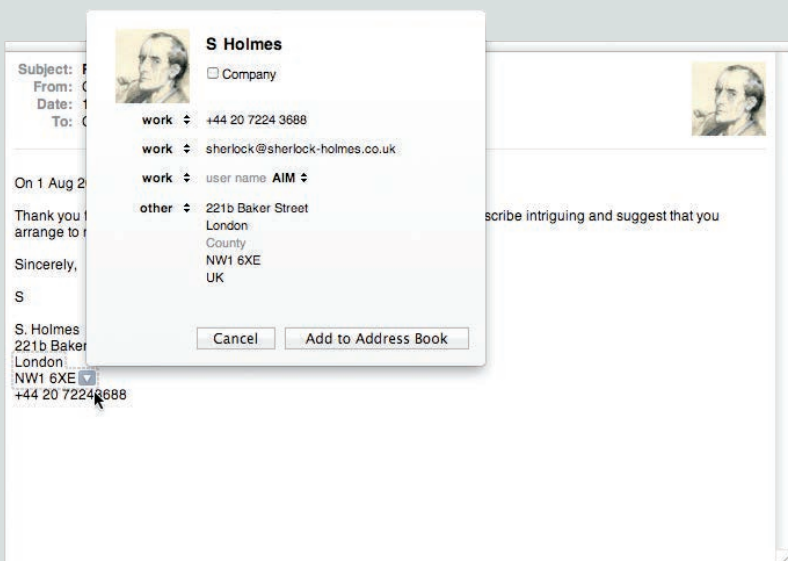 S Holmes
Company
work +44 20 7224 3688
work sherlock@sherlock-holmes.co.uk
work user name AIM
other 221b Baker Street
London
County
NW1 6XE
UK
Cancel Add to Address Book
Subject:
From:
Date: 1
To:
On 1 Aug
Thank you scribe intriguing and suggest that you
arrange to
Sincerely,
S
S. Holmes
221b Baker
London
NW1 6XE
+44 20 7224 3688